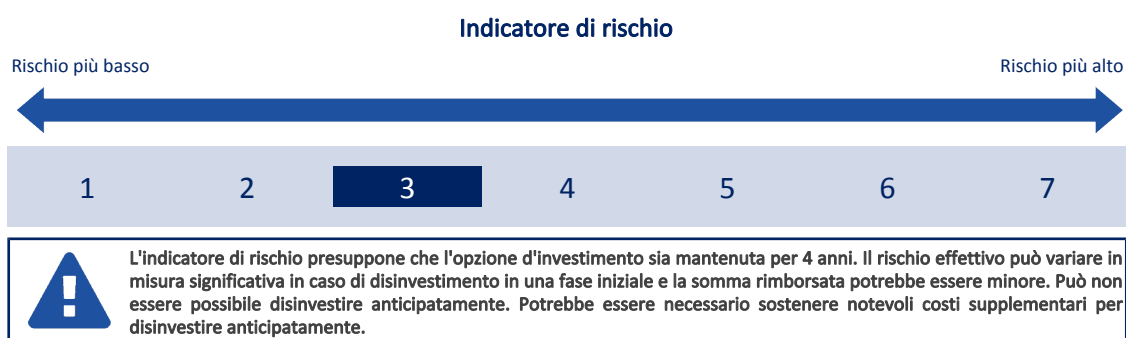 Indicatore di rischio
Rischio più basso
Rischio più alto
1 2 3 4 5 6 7
L'indicatore di rischio presuppone che l'opzione d'investimento sia mantenuta per 4 anni. Il rischio effettivo può variare in
misura significativa in caso di disinvestimento in una fase iniziale e la somma rimborsata potrebbe essere minore. Può non
essere possibile disinvestire anticipatamente. Potrebbe essere necessario sostenere notevoli costi supplementari per
disinvestire anticipatamente.